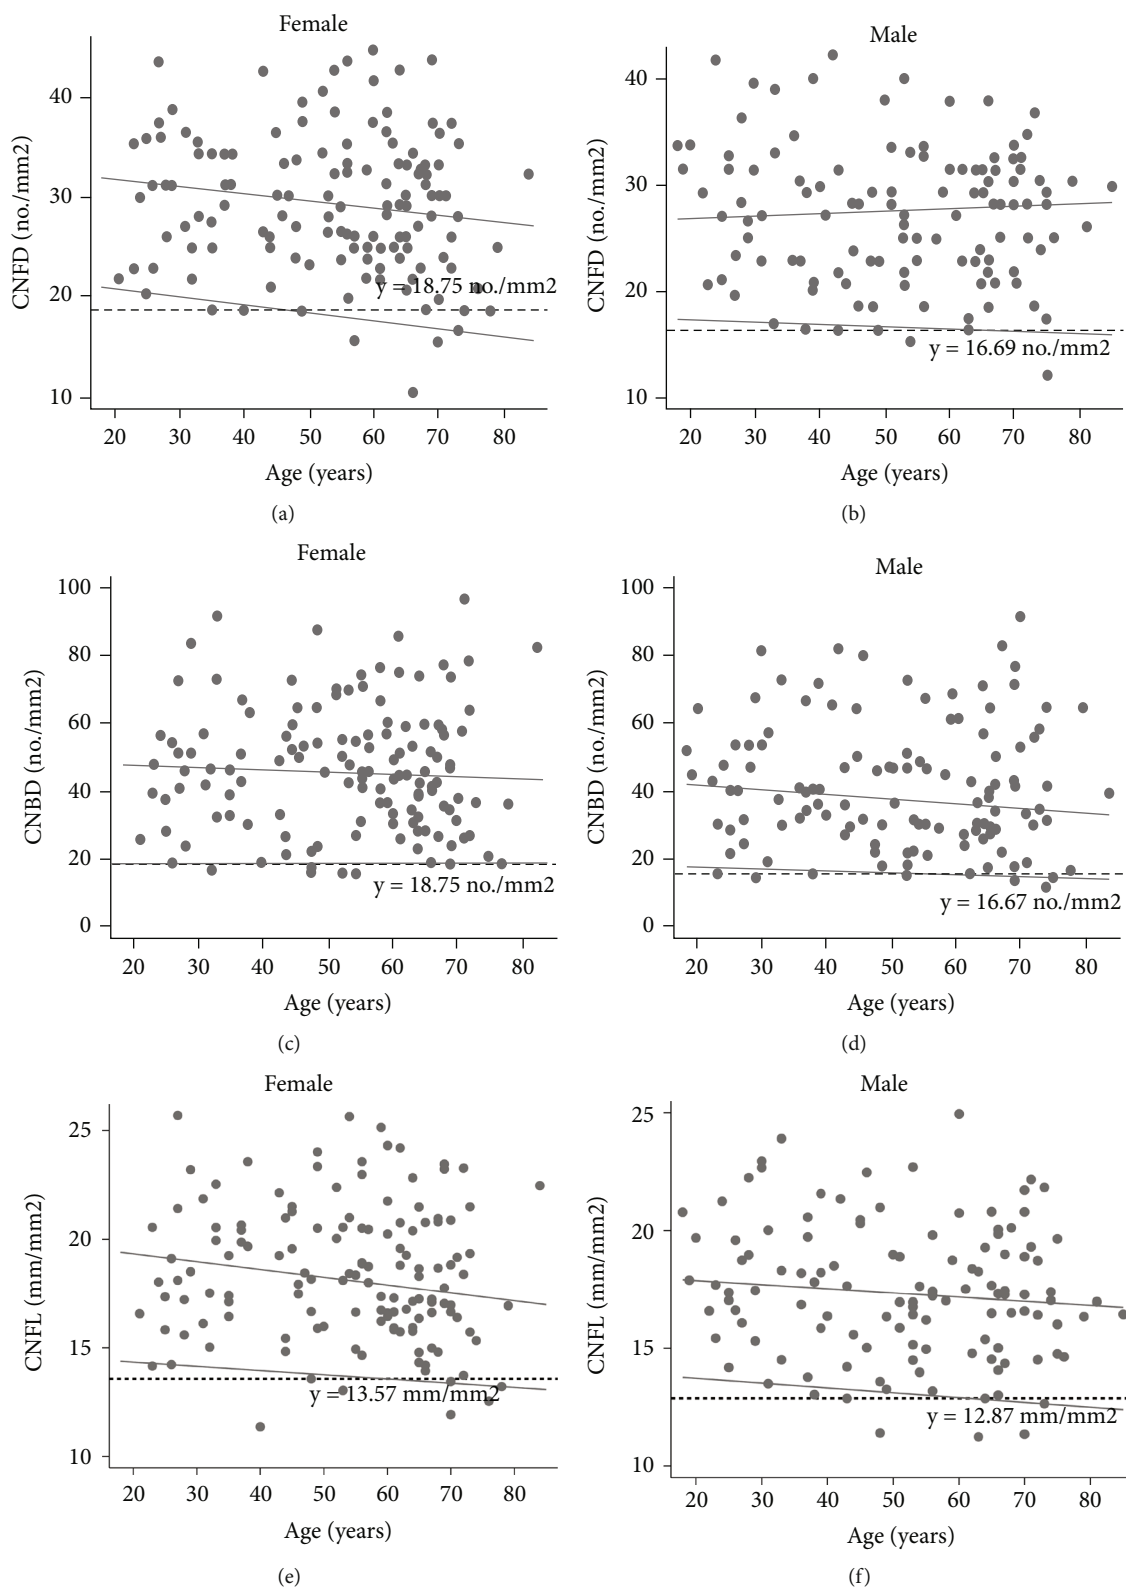 Female
CNFD (no./mm2)
40
30
20
10
y = 18.75 no./mm2
20 30 40 50 60 70 80
Age (years)
(a)
Male
CNFD (no./mm2)
40
30
20
10
y = 16.69 no./mm2
20 30 40 50 60 70 80
Age (years)
(b)
Female
CNBD (no./mm2)
100
80
60
40
20
0
y = 18.75 no./mm2
20 30 40 50 60 70 80
Age (years)
(c)
Male
CNBD (no./mm2)
100
80
60
40
20
0
y = 16.67 no./mm2
20 30 40 50 60 70 80
Age (years)
(d)
Female
CNFL (mm/mm2)
25
20
15
10
y = 13.57 mm/mm2
20 30 40 50 60 70 80
Age (years)
(e)
Male
CNFL (mm/mm2)
25
20
15
10
y = 12.87 mm/mm2
20 30 40 50 60 70 80
Age (years)
(f)